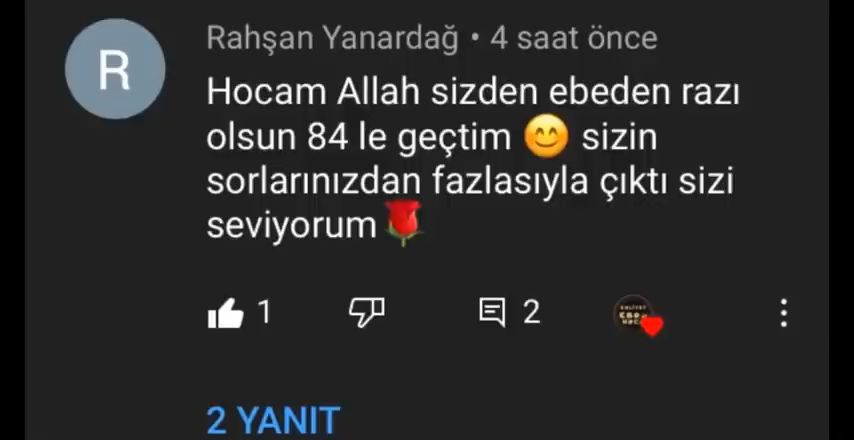 R
Rahşan Yanardağ • 4 saat önce
Hocam Allah sizden ebeden razı
olsun 84 le geçtim 😊 sizin
sorlarınızdan fazlasıyla çıktı sizi
seviyorum🌹
1
2
2 YANIT